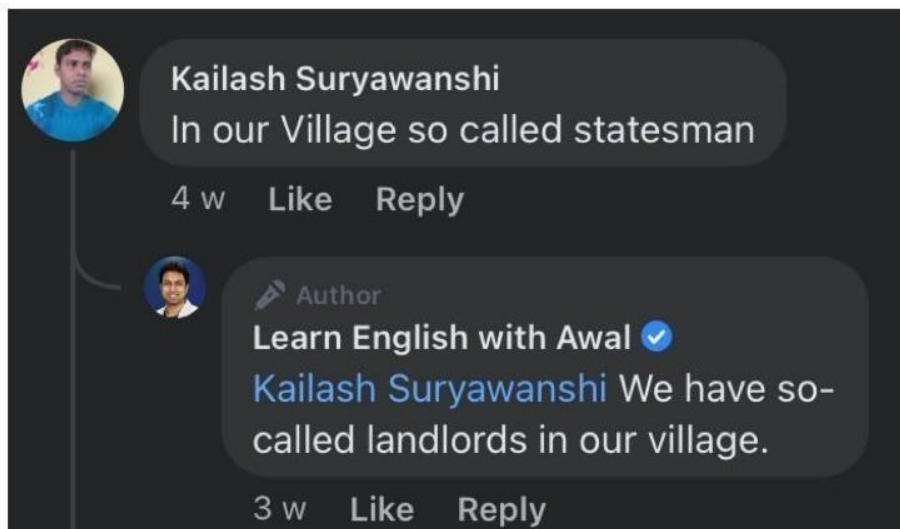 Kailash Suryawanshi
In our Village so called statesman
4 w Like Reply
Author
Learn English with Awal
Kailash Suryawanshi We have so-
called landlords in our village.
3 w Like Reply